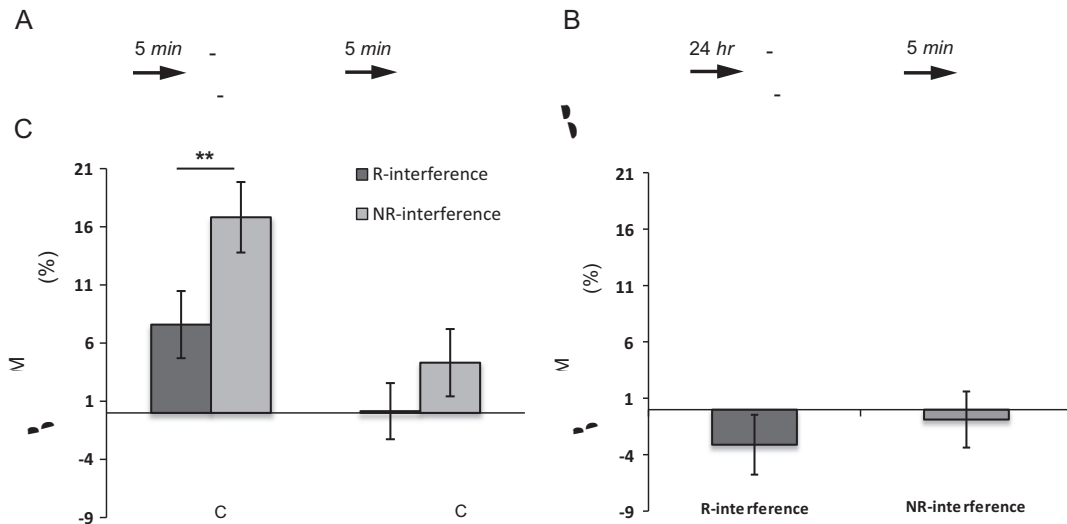 A
5 min -
-
5 min
B
24 hr -
-
5 min
C
**
R-interference
NR-interference
(%)
M
21
16
11
6
1
-4
-9
C
C
(%)
M
21
16
11
6
1
-4
-9
R-interference
NR-interference